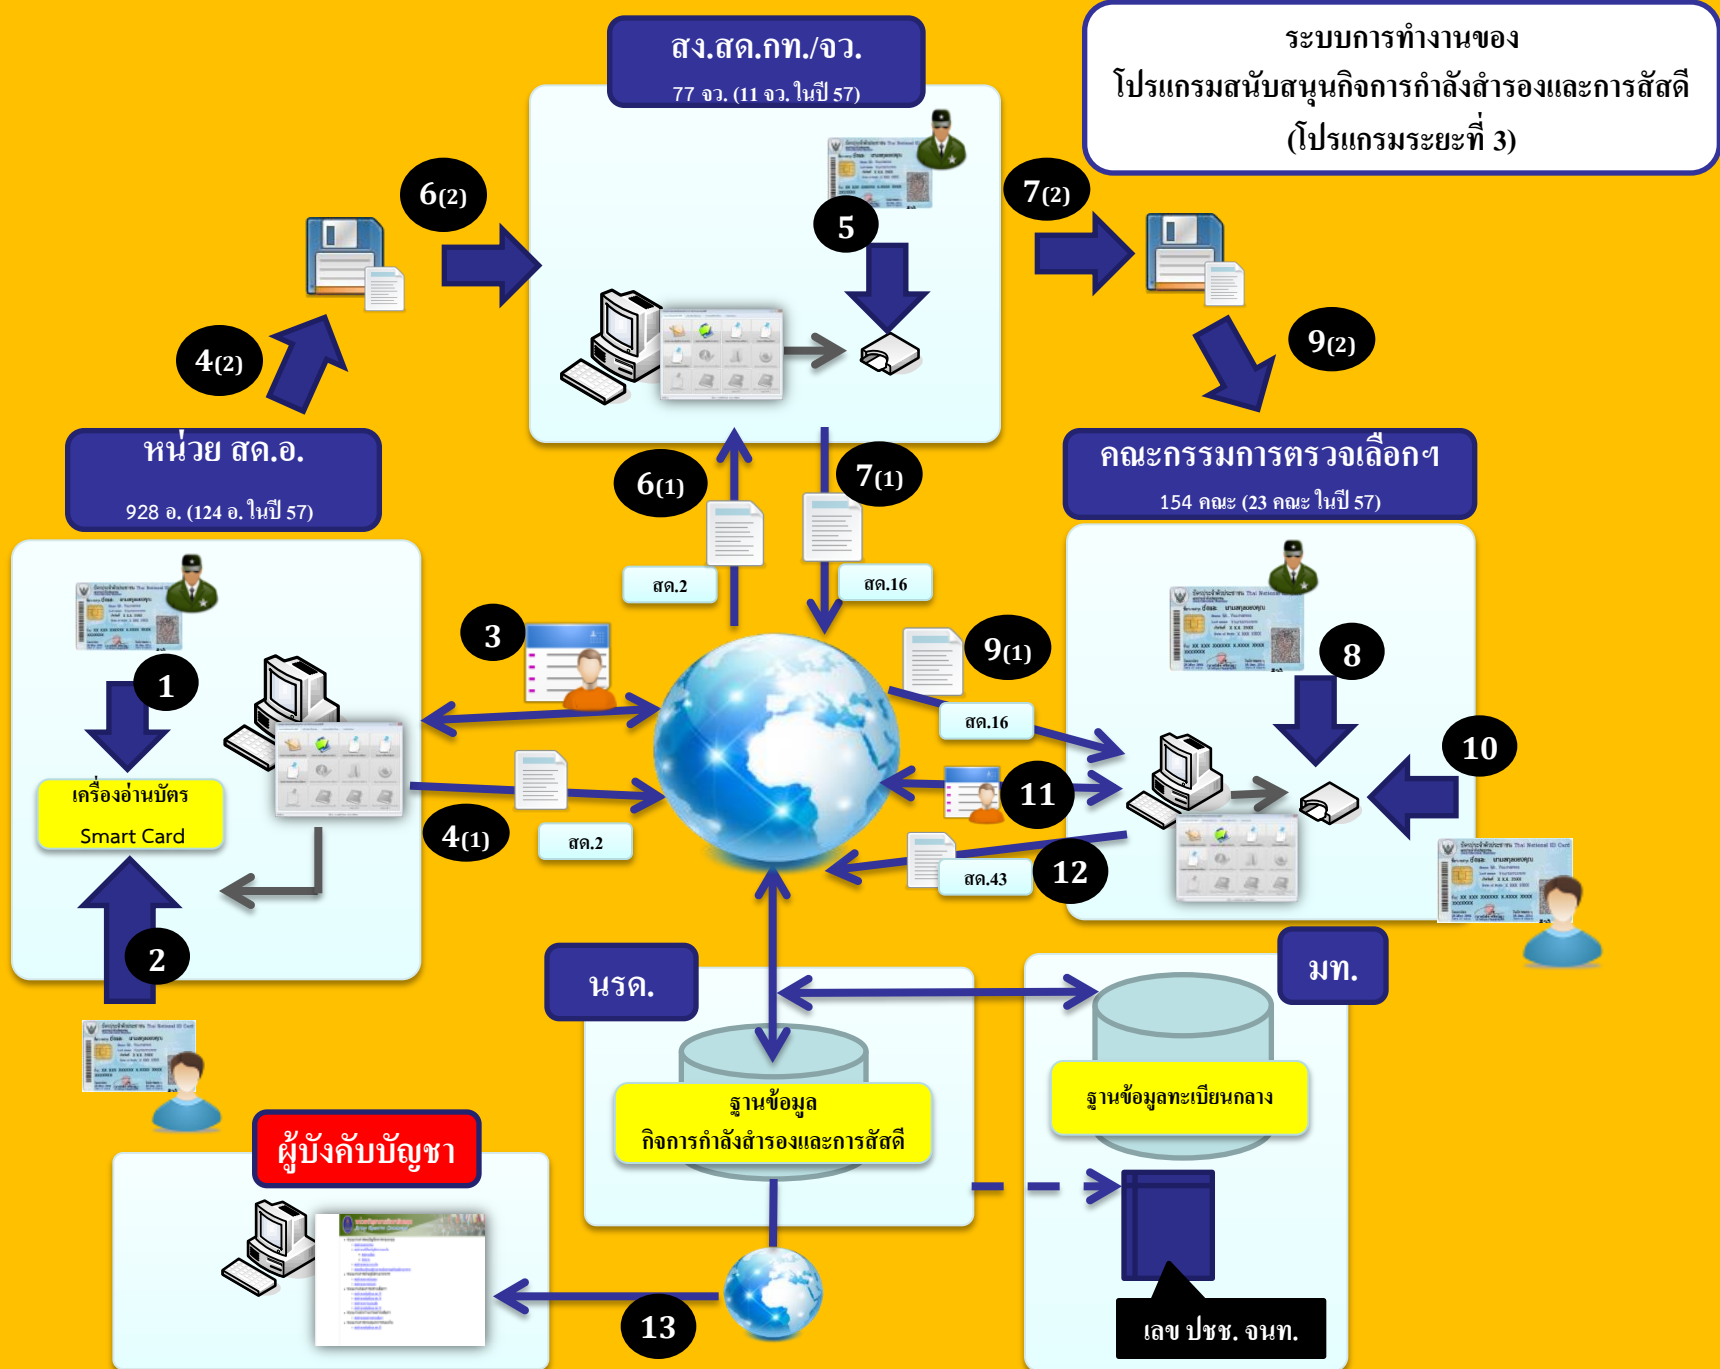 ระบบการทำงานของ
โปรแกรมสนับสนุนกิจการกำลังสำรองและการสัสดี
(โปรแกรมระยะที่ 3)
สง.สด.กท./จว.
77 จว. (11 จว. ในปี 57)
5
6(2)
7(2)
4(2)
9(2)
หน่วย สด.อ.
928 อ. (124 อ. ในปี 57)
คณะกรรมการตรวจเลือกฯ
154 คณะ (23 คณะ ในปี 57)
6(1)
7(1)
สด.2
สด.16
3
9(1)
สด.16
1
เครื่องอ่านบัตร
Smart Card
2
4(1)
สด.2
8
10
11
12
สด.43
นรด.
ฐานข้อมูล
กิจการกำลังสำรองและการสัสดี
มท.
ฐานข้อมูลทะเบียนกลาง
เลข ปชช. จนท.
ผู้บังคับบัญชา
13